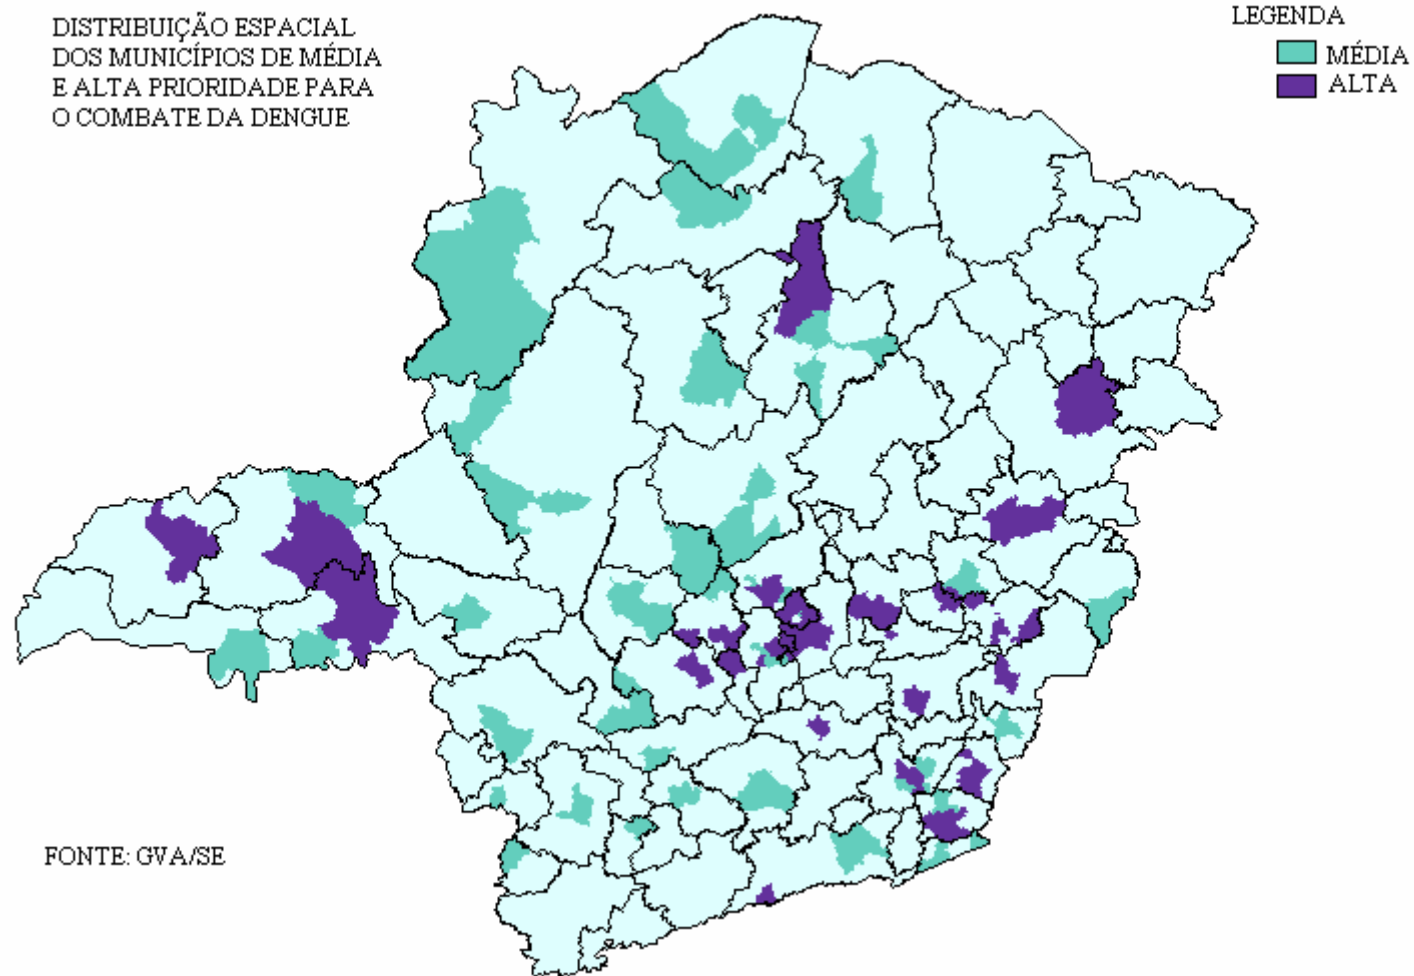 DISTRIBUIÇÃO ESPACIAL
DOS MUNICÍPIOS DE MÉDIA
E ALTA PRIORIDADE PARA
O COMBATE DA DENGUE
LEGENDA
MÉDIA
ALTA
FONTE: GVA/SE